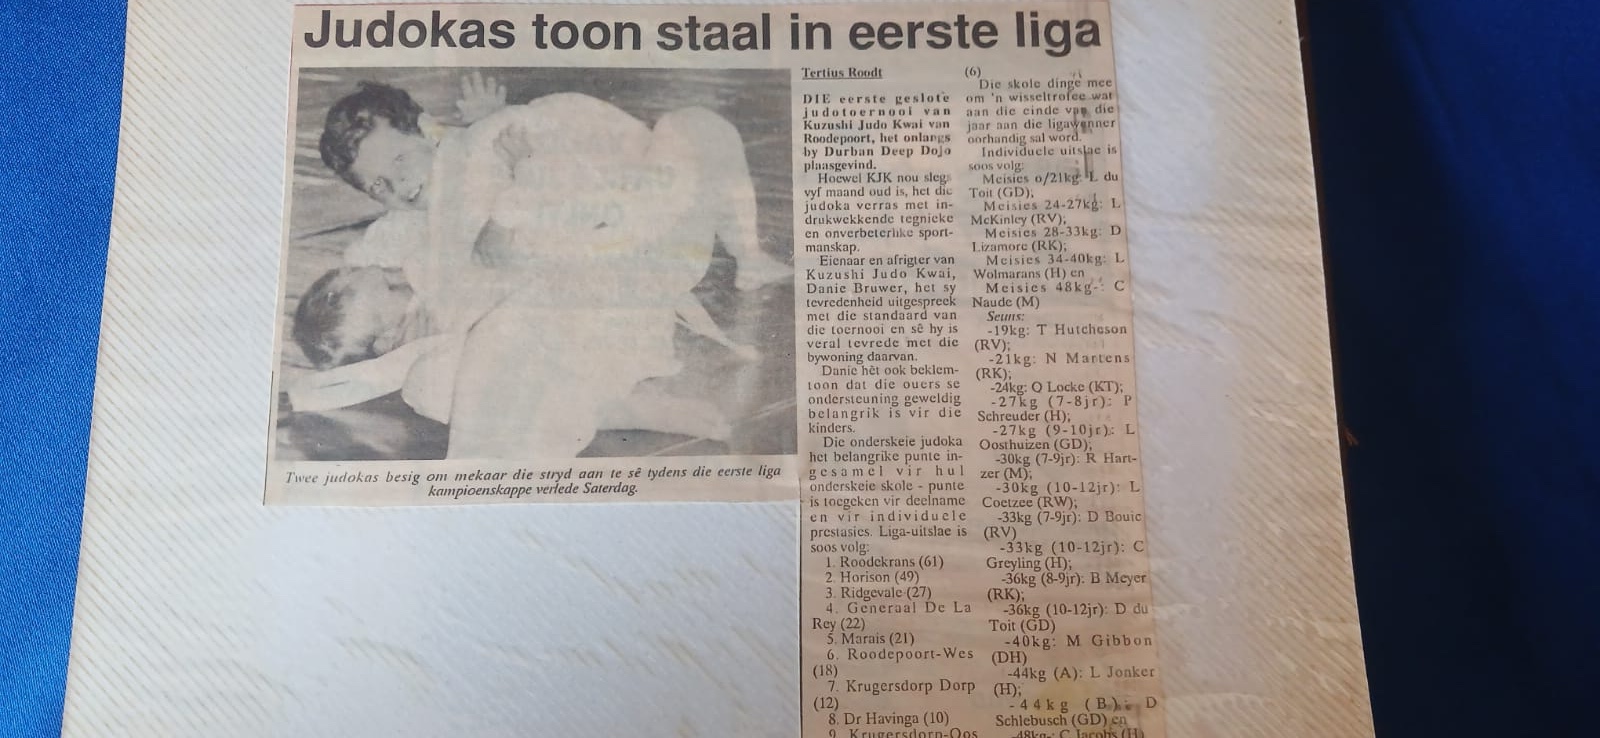 Judokas toon staal in eerste liga
Twee judokas besig om mekaar die stryd aan te sê tydens die eerste liga
kampioenskappe verlede Saterdag.
Tertius Roodt
DIE eerste geslote
judotoernooi van
Kuzushi Judo Kwai van
Roodepoort, het onlangs
by Durban Deep Dojo
plaasgevind.
Hoewel KJK nou slegs
vyf maand oud is, het die
judoka verras met in-
drukwekkende tegnieke
en onverbeterlike sport-
manskap.
Eienaar en afrigter van
Kuzushi Judo Kwai,
Danie Bruwer, het sy
tevredenheid uitgespreek
met die standaard van
die toernooi en sê hy is
veral tevrede met die
bywoning daarvan.
Danie hét ook beklem-
toon dat die ouers se
ondersteuning geweldig
belangrik is vir die
kinders.
Die onderskeie judoka
het belangrike punte in-
gesamel vir hul
onderskeie skole - punte
is toegeken vir deelname
en vir individuele
prestasies. Liga-uitslae is
soos volg:
1. Roodekrans (61)
2. Horison (49)
3. Ridgevale (27)
4. Generaal De La
Rey (22)
5. Marais (21)
6. Roodepoort-Wes
(18)
7. Krugersdorp Dorp
(12)
8. Dr Havinga (10)
9. Krugersdorp-Oos
(6)
Die skole dinge mee
om 'n wisseltrofee wat
aan die einde van die
jaar aan die ligawenner
oorhandig sal word.
Individuele uitslae is
soos volg:
Meisies o/21kg: L du
Toit (GD);
Meisies 24-27kg: L
McKinley (RV);
Meisies 28-33kg: D
Lizamore (RK);
Meisies 34-40kg: L
Wolmarans (H) en
Meisies 48kg-: C
Naude (M)
Seuns:
-19kg: T Hutcheson
(RV);
-21kg: N Martens
(RK);
-24kg: Q Locke (KT);
-27kg (7-8jr): P
Schreuder (H);
-27kg (9-10jr): L
Oosthuizen (GD);
-30kg (7-9jr): R Hart-
zer (M);
-30kg (10-12jr): L
Coetzee (RW);
-33kg (7-9jr): D Bouic
(RV)
-33kg (10-12jr): C
Greyling (H);
-36kg (8-9jr): B Meyer
(RK);
-36kg (10-12jr): D du
Toit (GD)
-40kg: M Gibbon
(DH)
-44kg (A): L Jonker
(H);
-44kg (B): D
Schlebusch (GD) en
-48kg-: C Jacobs (H)